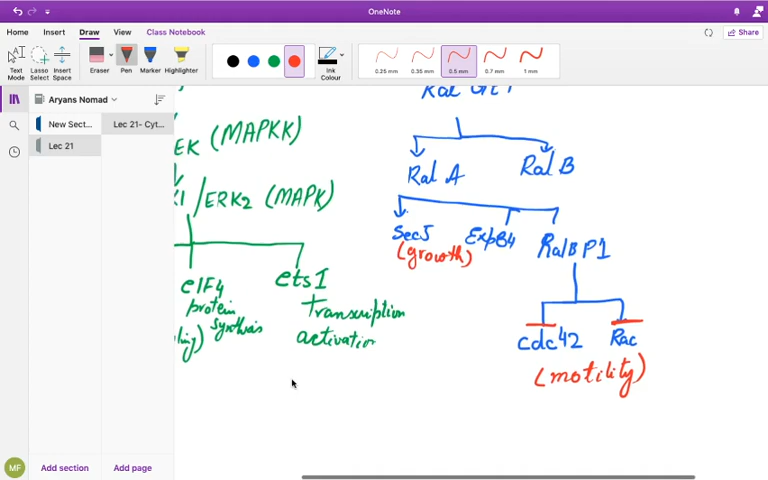 OneNote
Home Insert Draw View Class Notebook
Share
Text Mode
Lasso Select
Insert Space
Eraser
Pen
Marker
Highlighter
Ink Colour
0.25 mm
0.35 mm
0.5 mm
0.7 mm
1 mm
Aryans Nomad
New Sect...
Lec 21
Lec 21- Cyt...
EK (MAPKK)
1/ERK2 (MAPK)
eIF4
protein
synthesis
ling)
ets1
transcription
activation
Ral A
Ral B
Sec5
(growth)
Exp84
RalBP1
cdc42
Rac
(motility)
MF
Add section
Add page